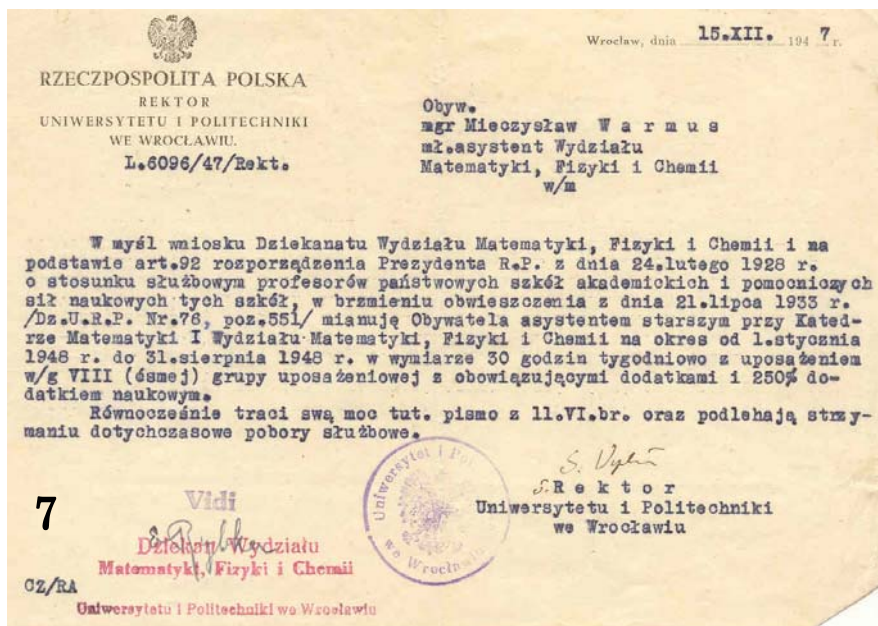 Wrocław, dnia 15.XII. 1947 r.
RZECZPOSPOLITA POLSKA
REKTOR
UNIWERSYTETU I POLITECHNIKI
WE WROCŁAWIU.
L.6096/47/Rekt.
Obyw.
mgr Mieczysław W a r m u s
mł.asystent Wydziału
Matematyki, Fizyki i Chemii
w/m
W myśl wniosku Dziekanatu Wydziału Matematyki, Fizyki i Chemii i na
podstawie art.92 rozporządzenia Prezydenta R.P. z dnia 24.lutego 1928 r.
o stosunku służbowym profesorów państwowych szkół akademickich i pomocniczych
sił naukowych tych szkół, w brzmieniu obwieszczenia z dnia 21.lipca 1933 r.
/Dz.U.R.P. Nr.76, poz.551/ mianuję Obywatela asystentem starszym przy Kated-
rze Matematyki I Wydziału Matematyki, Fizyki i Chemii na okres od 1.stycznia
1948 r. do 31.sierpnia 1948 r. w wymiarze 30 godzin tygodniowo z uposażeniem
w/g VIII (ósmej) grupy uposażeniowej z obowiązującymi dodatkami i 250% do-
datkiem naukowym.
Równocześnie traci swą moc tut. pismo z 11.VI.br. oraz podlehają strzy-
maniu dotychczasowe pobory służbowe.
Uniwersytet i Pol
we Wrocławiu
R e k t o r
Uniwersytetu i Politechniki
we Wrocławiu
7
Vidi
Dziekan Wydziału
Matematyki, Fizyki i Chemii
CZ/RA
Uniwersytetu i Politechniki we Wrocławiu